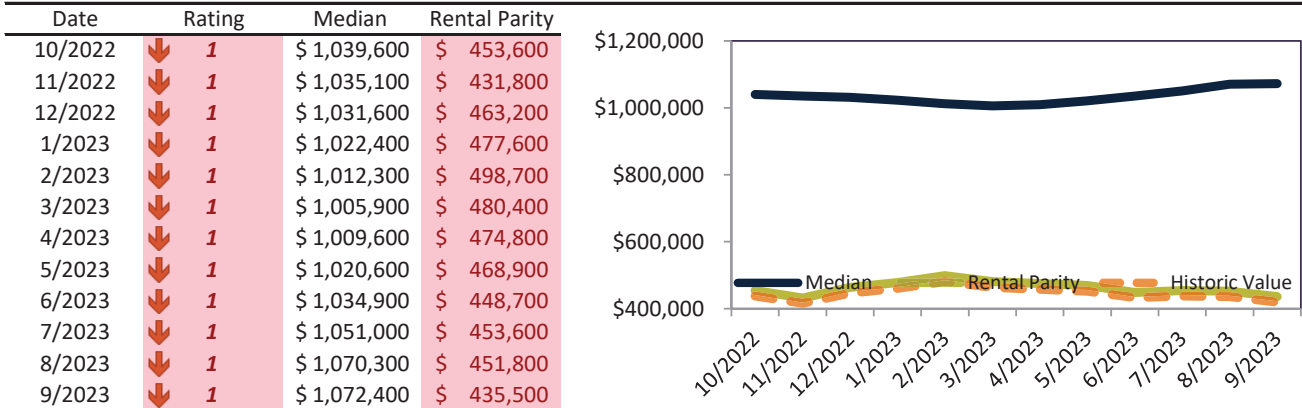 Date Rating Median Rental Parity
10/2022 1 $ 1,039,600 $ 453,600
11/2022 1 $ 1,035,100 $ 431,800
12/2022 1 $ 1,031,600 $ 463,200
1/2023 1 $ 1,022,400 $ 477,600
2/2023 1 $ 1,012,300 $ 498,700
3/2023 1 $ 1,005,900 $ 480,400
4/2023 1 $ 1,009,600 $ 474,800
5/2023 1 $ 1,020,600 $ 468,900
6/2023 1 $ 1,034,900 $ 448,700
7/2023 1 $ 1,051,000 $ 453,600
8/2023 1 $ 1,070,300 $ 451,800
9/2023 1 $ 1,072,400 $ 435,500
$1,200,000
$1,000,000
$800,000
$600,000
$400,000
Median Rental Parity Historic Value
10/2022 11/2022 12/2022 1/2023 2/2023 3/2023 4/2023 5/2023 6/2023 7/2023 8/2023 9/2023